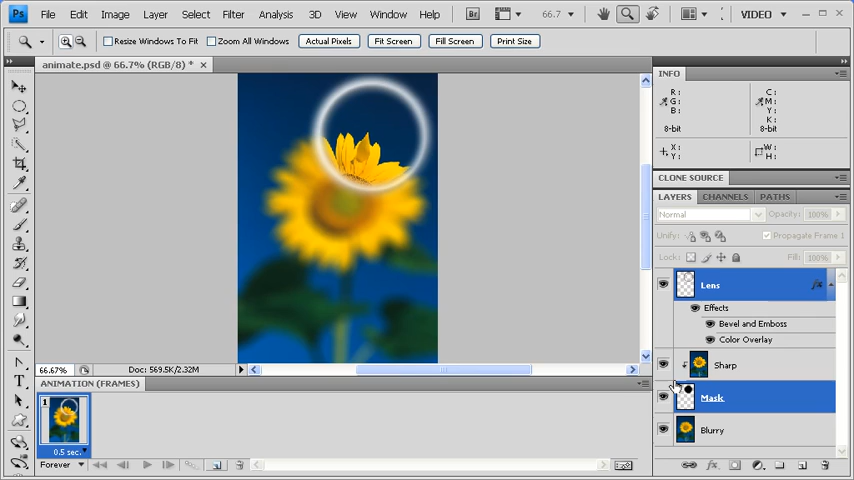 Ps File Edit Image Layer Select Filter Analysis 3D View Window Help Br 66.7 VIDEO
Resize Windows To Fit Zoom All Windows Actual Pixels Fit Screen Fill Screen Print Size
animate.psd @ 66.7% (RGB/8) * ×
INFO
R: C:
G: M:
B: Y:
K:
8-bit 8-bit
X: W:
Y: H:
CLONE SOURCE
LAYERS CHANNELS PATHS
Normal Opacity: 100%
Unify: Propagate Frame 1
Lock: Fill: 100%
Lens fx
Effects
Bevel and Emboss
Color Overlay
Sharp
Mask
Blurry
66.67% Doc: 569.5K/2.32M
ANIMATION (FRAMES)
1
0.5 sec.
Forever